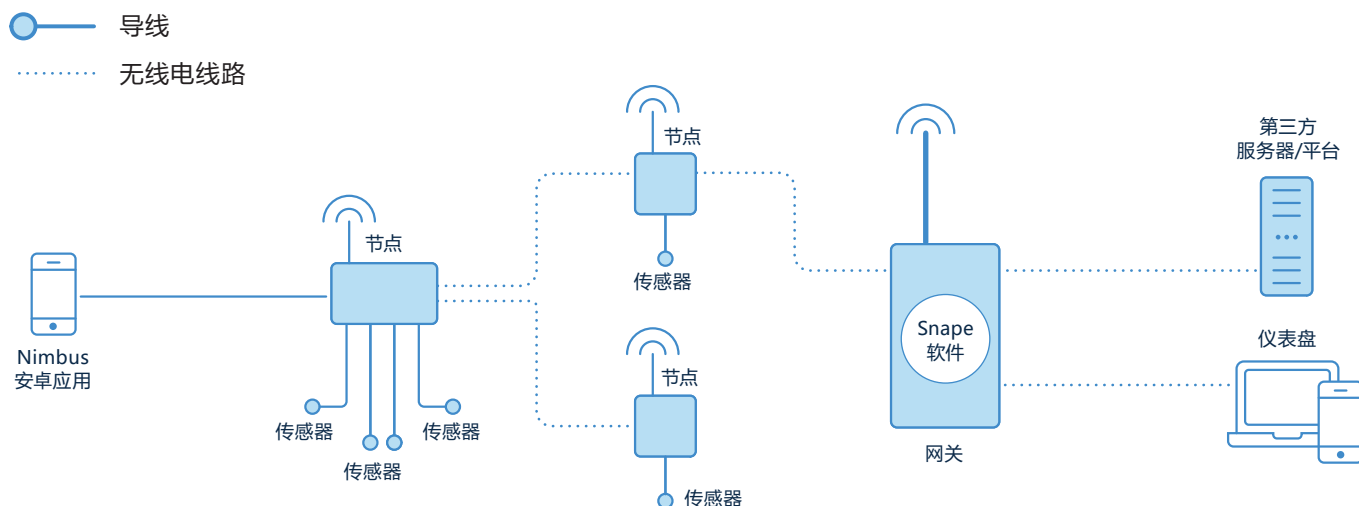 导线
无线电线路
节点
第三方
服务器/平台
节点
传感器
Nimbus
安卓应用
传感器
传感器
传感器
节点
传感器
Snape
软件
网关
仪表盘